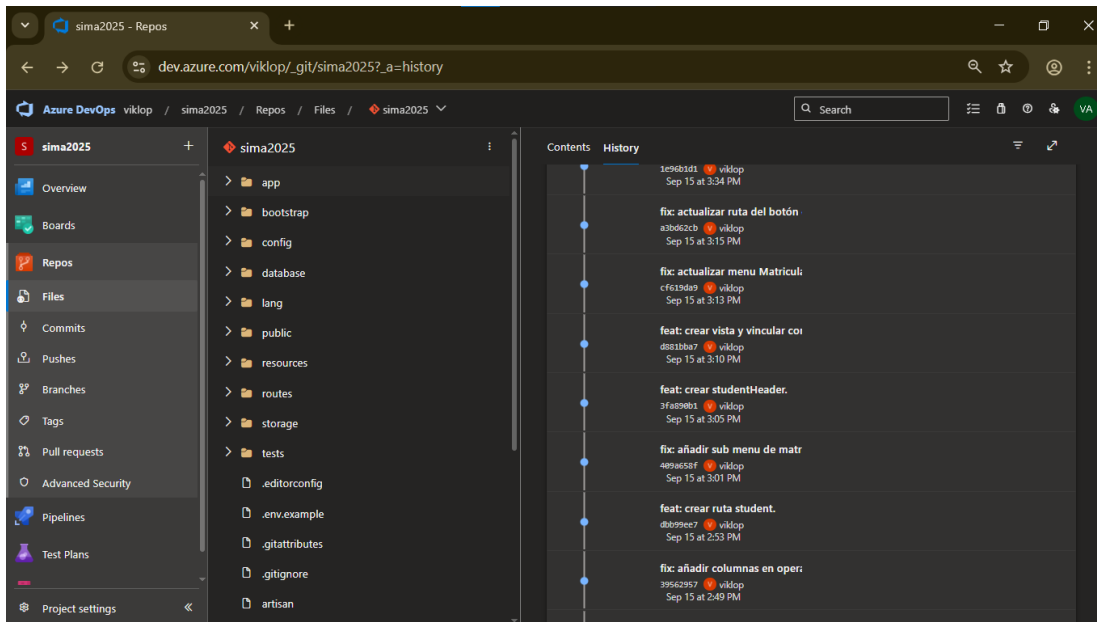 sima2025 - Repos
dev.azure.com/viklop/_git/sima2025?_a=history
Azure DevOps viklop / sima2025 / Repos / Files / sima2025
Search
VA
S sima2025
Overview
Boards
Repos
Files
Commits
Pushes
Branches
Tags
Pull requests
Advanced Security
Pipelines
Test Plans
Project settings
sima2025
app
bootstrap
config
database
lang
public
resources
routes
storage
tests
.editorconfig
.env.example
.gitattributes
.gitignore
artisan
Contents History
1e96b1d1 V viklop
Sep 15 at 3:34 PM
fix: actualizar ruta del botón
a3bd62cb V viklop
Sep 15 at 3:15 PM
fix: actualizar menu Matricula
cf619da9 V viklop
Sep 15 at 3:13 PM
feat: crear vista y vincular
d881bba7 V viklop
Sep 15 at 3:10 PM
feat: crear studentHeader.
3fa890b1 V viklop
Sep 15 at 3:05 PM
fix: añadir sub menu de matr
409a658f V viklop
Sep 15 at 3:01 PM
feat: crear ruta student.
dbb99ee7 V viklop
Sep 15 at 2:53 PM
fix: añadir columnas en opera
39562957 V viklop
Sep 15 at 2:49 PM